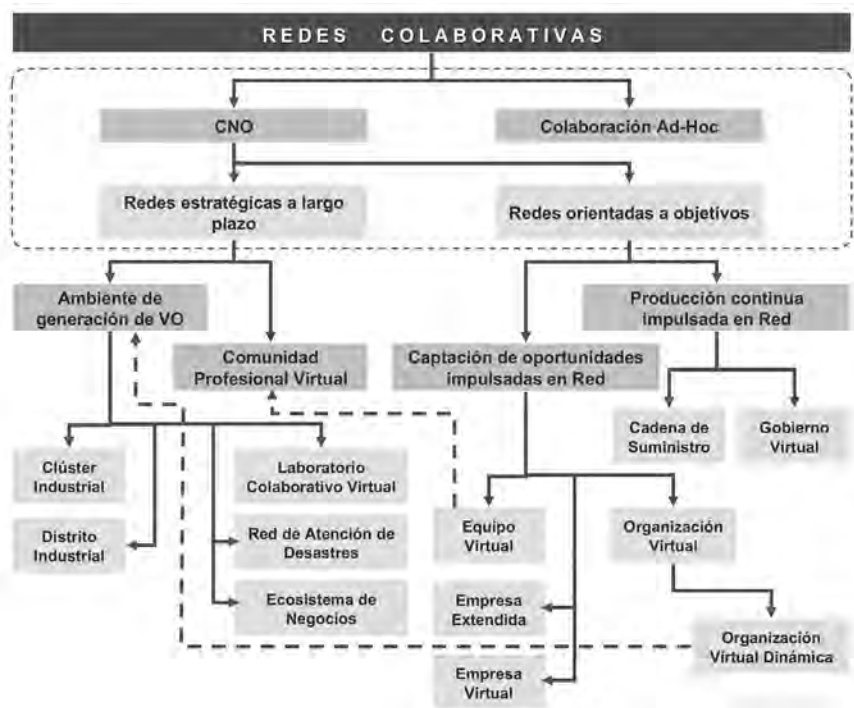 REDES COLABORATIVAS
CNO
Colaboración Ad-Hoc
Redes estratégicas a largo
plazo
Redes orientadas a objetivos
Ambiente de
generación de VO
Producción continua
impulsada en Red
Comunidad
Profesional Virtual
Captación de oportunidades
impulsadas en Red
Cadena de
Suministro
Gobierno
Virtual
Clúster
Industrial
Laboratorio
Colaborativo Virtual
Distrito
Industrial
Red de Atención de
Desastres
Equipo
Virtual
Organización
Virtual
Ecosistema de
Negocios
Empresa
Extendida
Organización
Virtual Dinámica
Empresa
Virtual